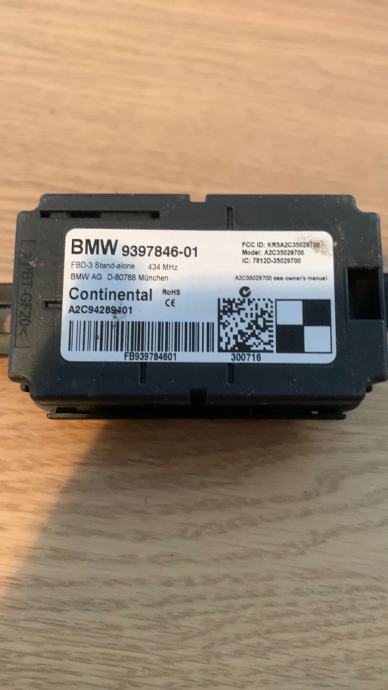 BMW 9397846-01
FBD-3 Stand-alone 434 MHz
BMW AG D-80788 München
Continental RoHS
CE
A2C94289401
FCC ID: KR5A2C35029700
Model: A2C35029700
IC: 7812D-35029700
A2C35029700 see owner's manual
FB939784601
300716